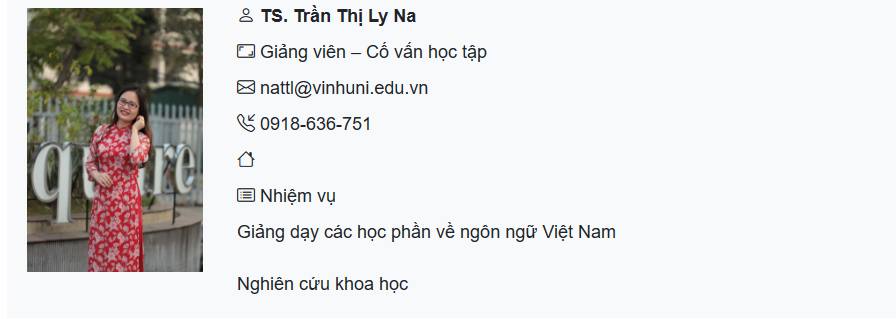 TS. Trần Thị Ly Na
Giảng viên – Cố vấn học tập
nattl@vinhuni.edu.vn
0918-636-751
Nhiệm vụ
Giảng dạy các học phần về ngôn ngữ Việt Nam
Nghiên cứu khoa học
quare